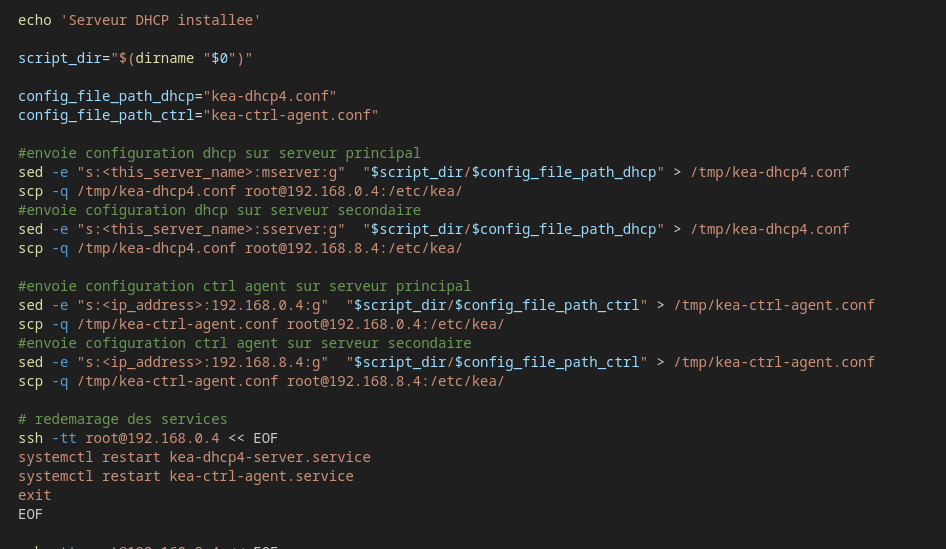 echo 'Serveur DHCP installee'
script_dir="$(dirname "$0")"
config_file_path_dhcp="kea-dhcp4.conf"
config_file_path_ctrl="kea-ctrl-agent.conf"
#envoie configuration dhcp sur serveur principal
sed -e "s:<this_server_name>:mserver:g"  "$script_dir/$config_file_path_dhcp" > /tmp/kea-dhcp4.conf
scp -q /tmp/kea-dhcp4.conf root@192.168.0.4:/etc/kea/
#envoie cofiguration dhcp sur serveur secondaire
sed -e "s:<this_server_name>:sserver:g"  "$script_dir/$config_file_path_dhcp" > /tmp/kea-dhcp4.conf
scp -q /tmp/kea-dhcp4.conf root@192.168.8.4:/etc/kea/
#envoie configuration ctrl agent sur serveur principal
sed -e "s:<ip_address>:192.168.0.4:g"  "$script_dir/$config_file_path_ctrl" > /tmp/kea-ctrl-agent.conf
scp -q /tmp/kea-ctrl-agent.conf root@192.168.0.4:/etc/kea/
#envoie cofiguration ctrl agent sur serveur secondaire
sed -e "s:<ip_address>:192.168.8.4:g"  "$script_dir/$config_file_path_ctrl" > /tmp/kea-ctrl-agent.conf
scp -q /tmp/kea-ctrl-agent.conf root@192.168.8.4:/etc/kea/
# redemarage des services
ssh -tt root@192.168.0.4 << EOF
systemctl restart kea-dhcp4-server.service
systemctl restart kea-ctrl-agent.service
exit
EOF